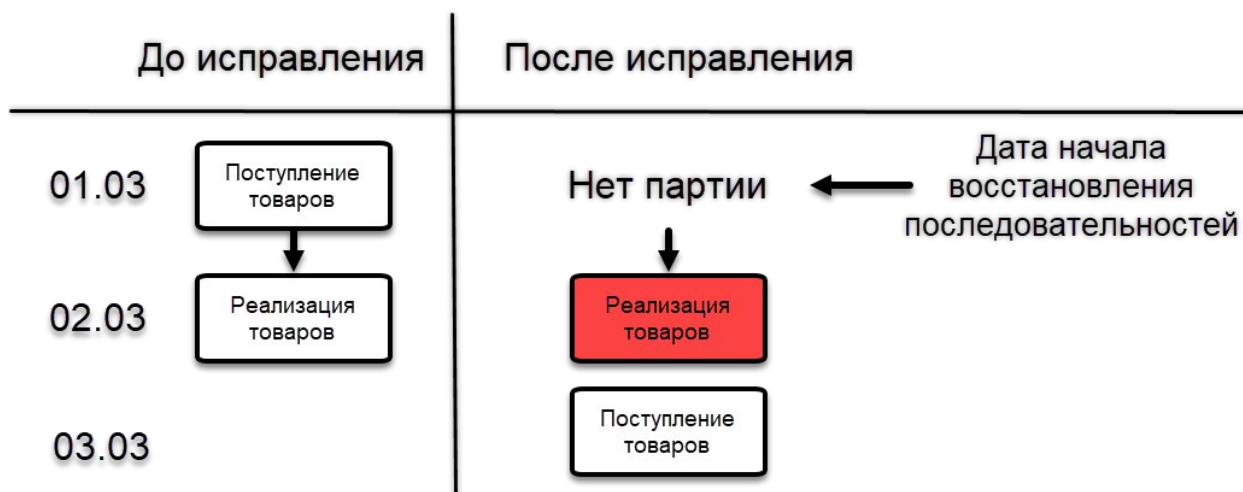 До исправления
После исправления
01.03
Поступление
товаров
Нет партии
Дата начала
восстановления
последовательностей
02.03
Реализация
товаров
Реализация
товаров
03.03
Поступление
товаров